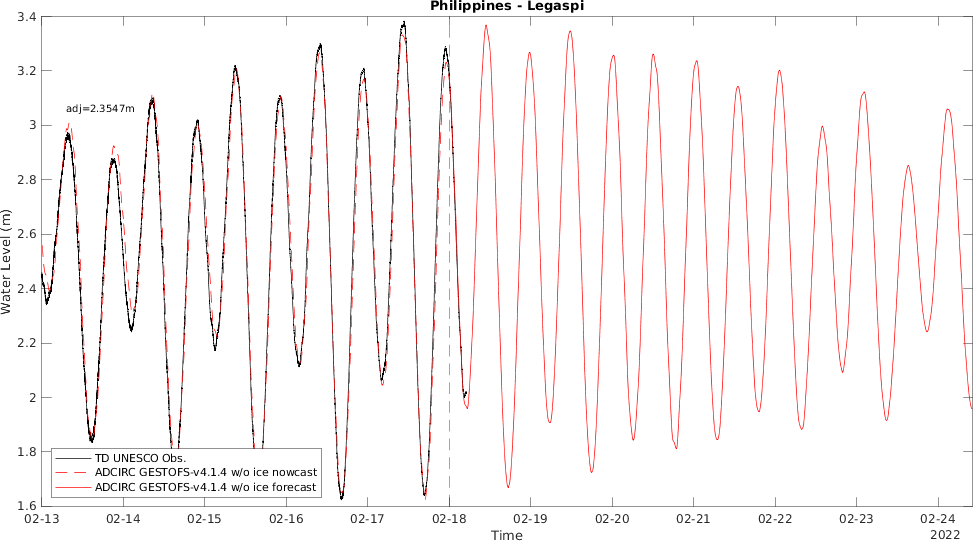 Philippines - Legaspi
3.4
3.2
3
2.8
2.6
2.4
2.2
2
1.8
1.6
Water Level (m)
adj=2.3547m
TD UNESCO Obs.
ADCIRC GESTOFS-v4.1.4 w/o ice nowcast
ADCIRC GESTOFS-v4.1.4 w/o ice forecast
02-13 02-14 02-15 02-16 02-17 02-18 02-19 02-20 02-21 02-22 02-23 02-24
Time
2022